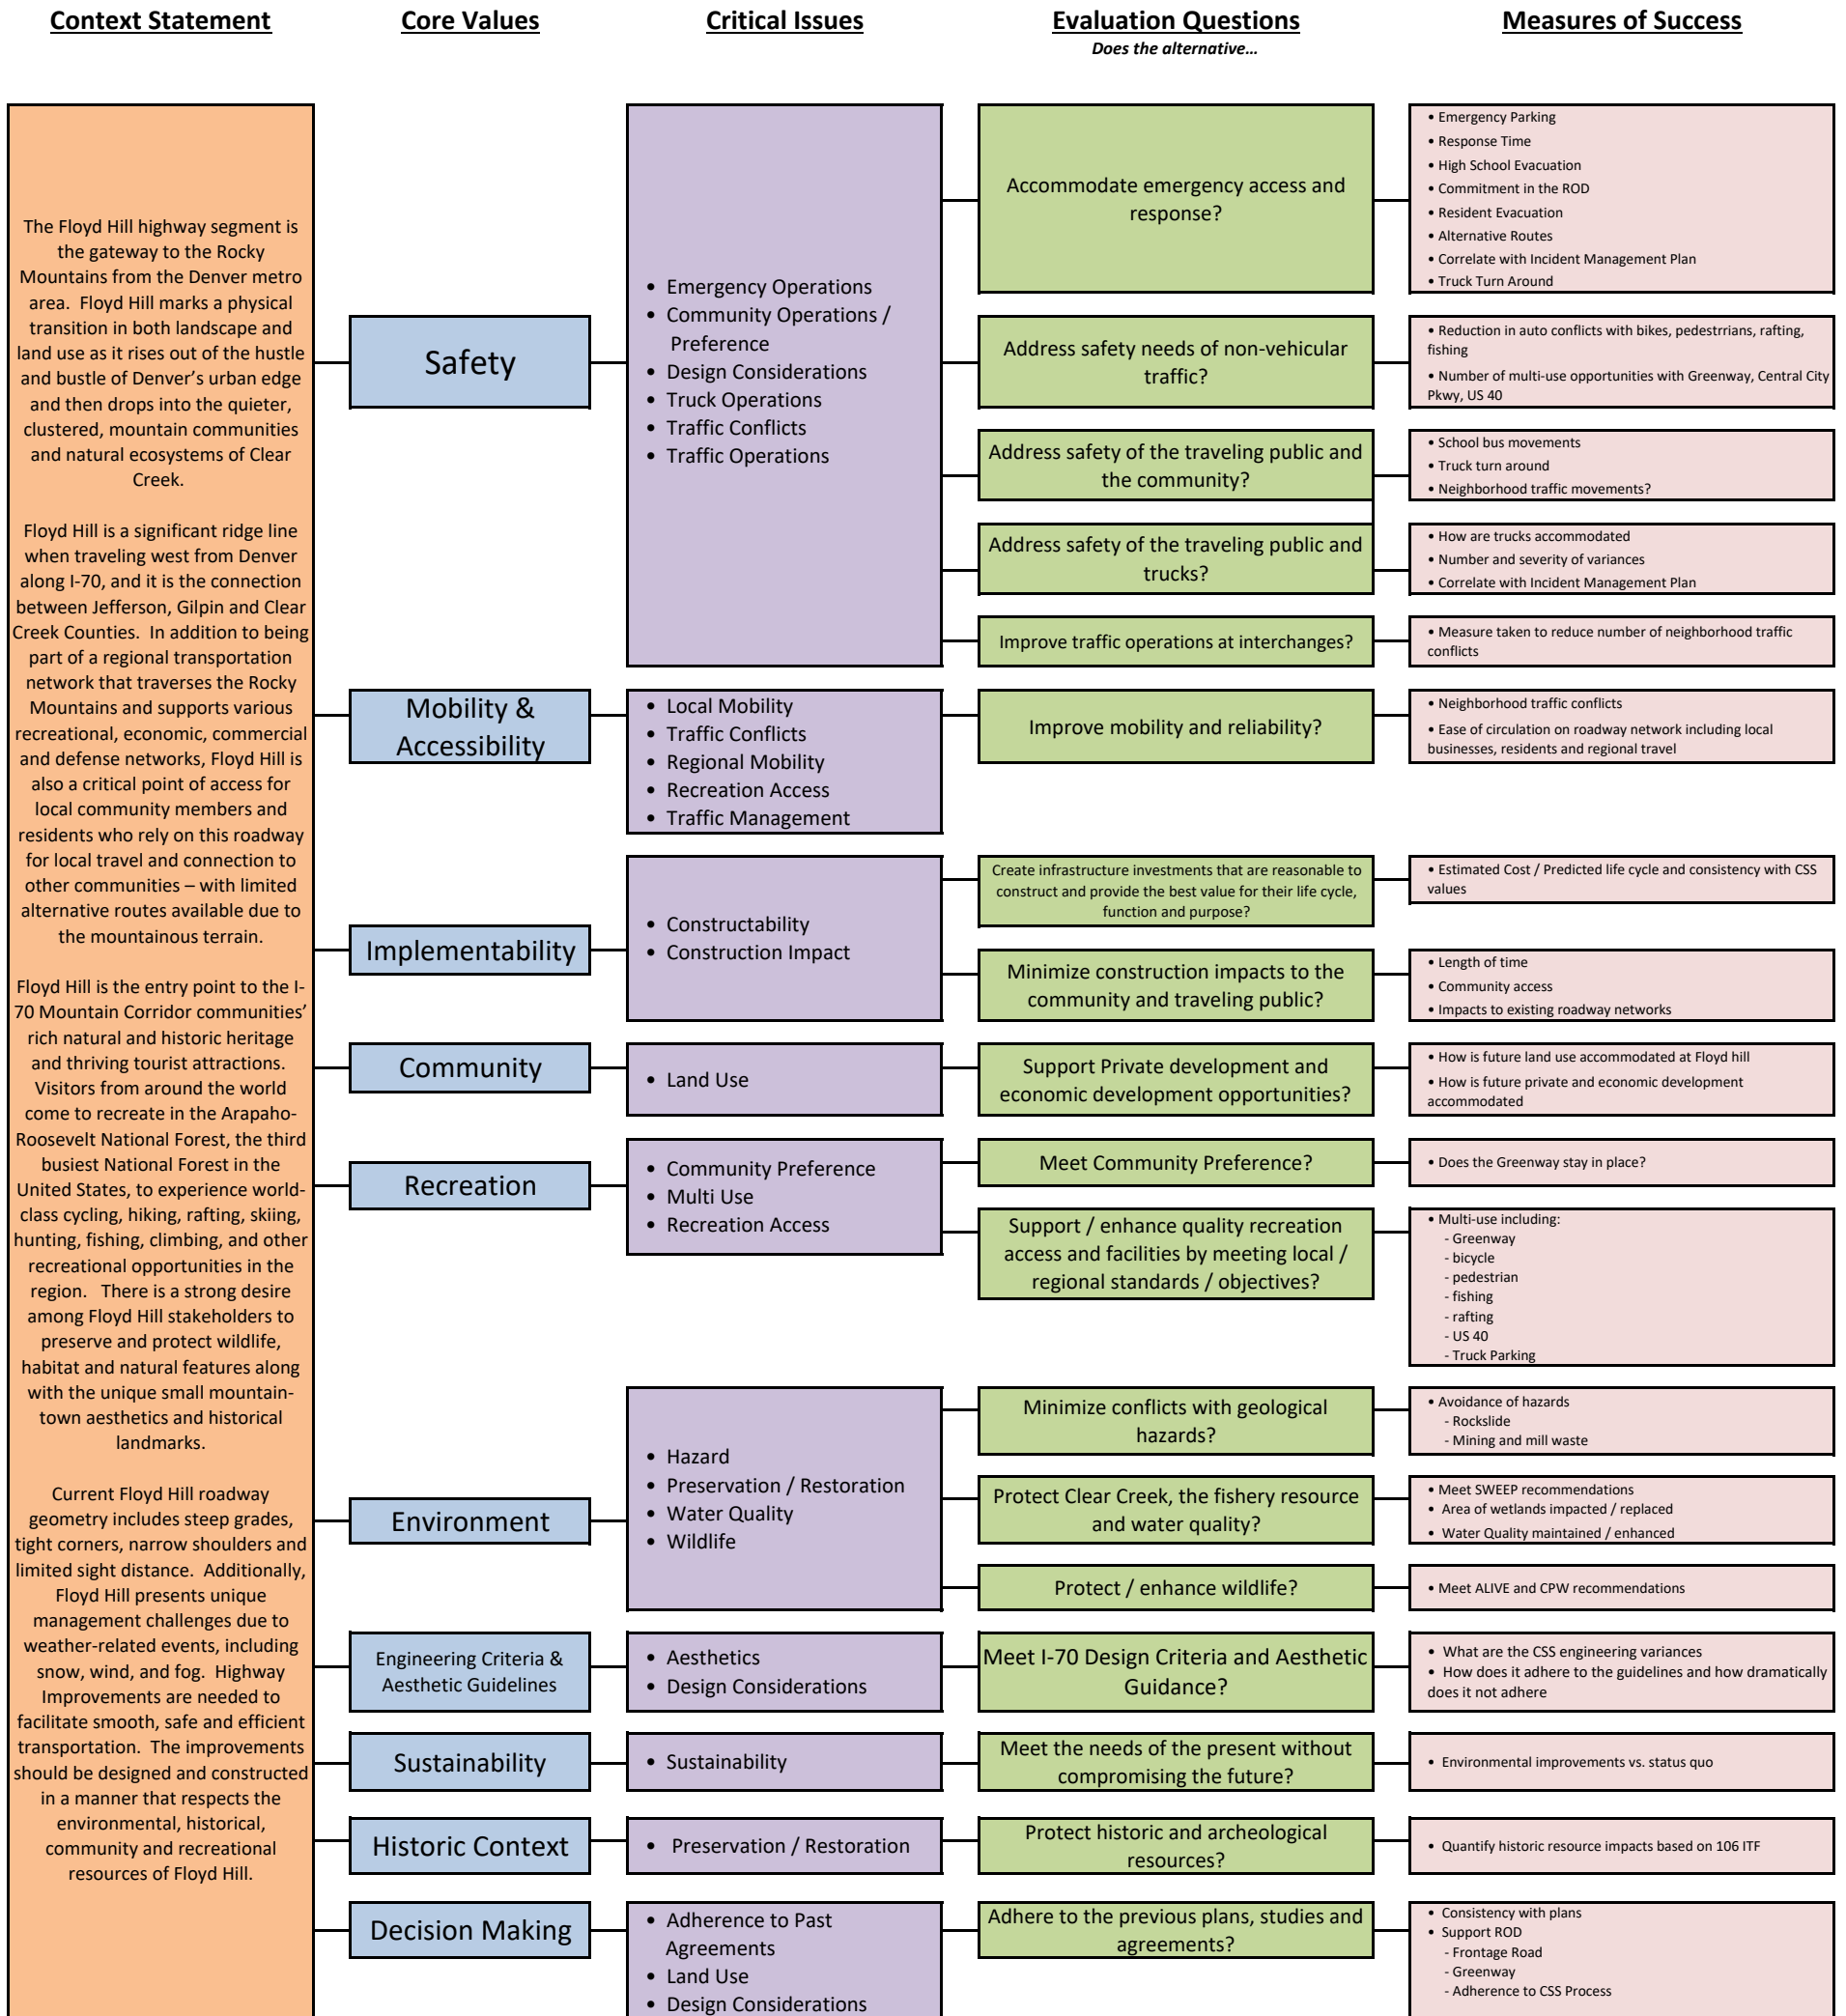 Context Statement
Core Values
Critical Issues
Evaluation Questions
Does the alternative…
Measures of Success
The Floyd Hill highway segment is
the gateway to the Rocky
Mountains from the Denver metro
area.  Floyd Hill marks a physical
transition in both landscape and
land use as it rises out of the hustle
and bustle of Denver’s urban edge
and then drops into the quieter,
clustered, mountain communities
and natural ecosystems of Clear
Creek.
Floyd Hill is a significant ridge line
when traveling west from Denver
along I-70, and it is the connection
between Jefferson, Gilpin and Clear
Creek Counties.  In addition to being
part of a regional transportation
network that traverses the Rocky
Mountains and supports various
recreational, economic, commercial
and defense networks, Floyd Hill is
also a critical point of access for
local community members and
residents who rely on this roadway
for local travel and connection to
other communities – with limited
alternative routes available due to
the mountainous terrain.
Floyd Hill is the entry point to the I-
70 Mountain Corridor communities’
rich natural and historic heritage
and thriving tourist attractions.
Visitors from around the world
come to recreate in the Arapaho-
Roosevelt National Forest, the third
busiest National Forest in the
United States, to experience world-
class cycling, hiking, rafting, skiing,
hunting, fishing, climbing, and other
recreational opportunities in the
region.   There is a strong desire
among Floyd Hill stakeholders to
preserve and protect wildlife,
habitat and natural features along
with the unique small mountain-
town aesthetics and historical
landmarks.
Current Floyd Hill roadway
geometry includes steep grades,
tight corners, narrow shoulders and
limited sight distance.  Additionally,
Floyd Hill presents unique
management challenges due to
weather-related events, including
snow, wind, and fog.  Highway
Improvements are needed to
facilitate smooth, safe and efficient
transportation.  The improvements
should be designed and constructed
in a manner that respects the
environmental, historical,
community and recreational
resources of Floyd Hill.
Safety
• Emergency Operations
• Community Operations /
Preference
• Design Considerations
• Truck Operations
• Traffic Conflicts
• Traffic Operations
Accommodate emergency access and
response?
• Emergency Parking
• Response Time
• High School Evacuation
• Commitment in the ROD
• Resident Evacuation
• Alternative Routes
• Correlate with Incident Management Plan
• Truck Turn Around
Address safety needs of non-vehicular
traffic?
• Reduction in auto conflicts with bikes, pedestrrians, rafting,
fishing
• Number of multi-use opportunities with Greenway, Central City
Pkwy, US 40
Address safety of the traveling public and
the community?
• School bus movements
• Truck turn around
• Neighborhood traffic movements?
Address safety of the traveling public and
trucks?
• How are trucks accommodated
• Number and severity of variances
• Correlate with Incident Management Plan
Improve traffic operations at interchanges?
• Measure taken to reduce number of neighborhood traffic
conflicts
Mobility &
Accessibility
• Local Mobility
• Traffic Conflicts
• Regional Mobility
• Recreation Access
• Traffic Management
Improve mobility and reliability?
• Neighborhood traffic conflicts
• Ease of circulation on roadway network including local
businesses, residents and regional travel
Implementability
• Constructability
• Construction Impact
Create infrastructure investments that are reasonable to
construct and provide the best value for their life cycle,
function and purpose?
• Estimated Cost / Predicted life cycle and consistency with CSS
values
Minimize construction impacts to the
community and traveling public?
• Length of time
• Community access
• Impacts to existing roadway networks
Community
• Land Use
Support Private development and
economic development opportunities?
• How is future land use accommodated at Floyd hill
• How is future private and economic development
accommodated
Recreation
• Community Preference
• Multi Use
• Recreation Access
Meet Community Preference?
• Does the Greenway stay in place?
Support / enhance quality recreation
access and facilities by meeting local /
regional standards / objectives?
• Multi-use including:
- Greenway
- bicycle
- pedestrian
- fishing
- rafting
- US 40
- Truck Parking
Environment
• Hazard
• Preservation / Restoration
• Water Quality
• Wildlife
Minimize conflicts with geological
hazards?
• Avoidance of hazards
- Rockslide
- Mining and mill waste
Protect Clear Creek, the fishery resource
and water quality?
• Meet SWEEP recommendations
• Area of wetlands impacted / replaced
• Water Quality maintained / enhanced
Protect / enhance wildlife?
• Meet ALIVE and CPW recommendations
Engineering Criteria &
Aesthetic Guidelines
• Aesthetics
• Design Considerations
Meet I-70 Design Criteria and Aesthetic
Guidance?
• What are the CSS engineering variances
• How does it adhere to the guidelines and how dramatically
does it not adhere
Sustainability
• Sustainability
Meet the needs of the present without
compromising the future?
• Environmental improvements vs. status quo
Historic Context
• Preservation / Restoration
Protect historic and archeological
resources?
• Quantify historic resource impacts based on 106 ITF
Decision Making
• Adherence to Past
Agreements
• Land Use
• Design Considerations
Adhere to the previous plans, studies and
agreements?
• Consistency with plans
• Support ROD
- Frontage Road
- Greenway
- Adherence to CSS Process